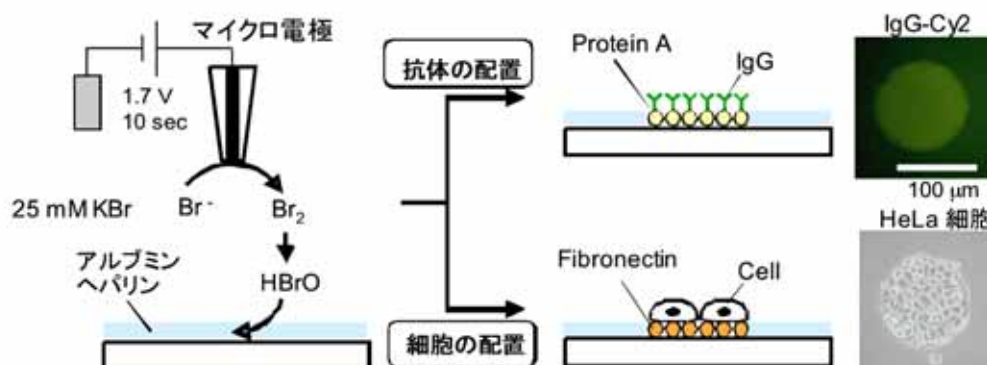 マイクロ電極
1.7 V
10 sec
25 mM KBr
Br -
Br2
HBrO
アルブミン
ヘパリン
抗体の配置
Protein A
IgG
細胞の配置
Fibronectin
Cell
IgG-Cy2
100 μm
HeLa 細胞